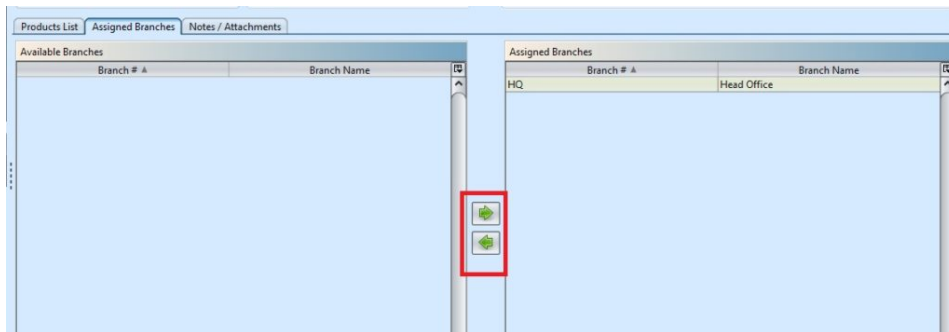 Products List Assigned Branches Notes / Attachments
Available Branches Assigned Branches
Branch # Branch Name Branch # Branch Name
HQ Head Office